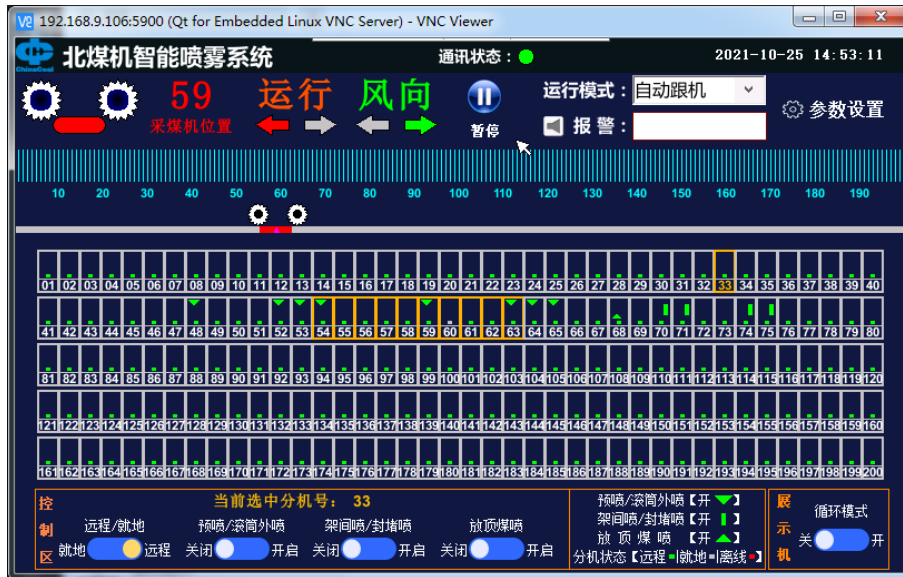 192.168.9.106:5900 (Qt for Embedded Linux VNC Server) - VNC Viewer
ChinaCoal 北煤机智能喷雾系统 通讯状态： 2021-10-25 14:53:11
59 运行 风向 运行模式： 自动跟机
采煤机位置 暂停 报警： 参数设置
10 20 30 40 50 60 70 80 90 100 110 120 130 140 150 160 170 180 190
01 02 03 04 05 06 07 08 09 10 11 12 13 14 15 16 17 18 19 20 21 22 23 24 25 26 27 28 29 30 31 32 33 34 35 36 37 38 39 40
41 42 43 44 45 46 47 48 49 50 51 52 53 54 55 56 57 58 59 60 61 62 63 64 65 66 67 68 69 70 71 72 73 74 75 76 77 78 79 80
81 82 83 84 85 86 87 88 89 90 91 92 93 94 95 96 97 98 99 100 101 102 103 104 105 106 107 108 109 110 111 112 113 114 115 116 117 118 119 120
121 122 123 124 125 126 127 128 129 130 131 132 133 134 135 136 137 138 139 140 141 142 143 144 145 146 147 148 149 150 151 152 153 154 155 156 157 158 159 160
161 162 163 164 165 166 167 168 169 170 171 172 173 174 175 176 177 178 179 180 181 182 183 184 185 186 187 188 189 190 191 192 193 194 195 196 197 198 199 200
控制区
当前选中分机号： 33
远程/就地 预喷/滚筒外喷 架间喷/封堵喷 放顶煤喷
就地 远程 关闭 开启 关闭 开启 关闭 开启
预喷/滚筒外喷【开 ▼】
架间喷/封堵喷【开 ▌】
放 顶 煤 喷 【开 ▲】
分机状态【远程▪|就地▪|离线▪】
展示机
循环模式
关 开